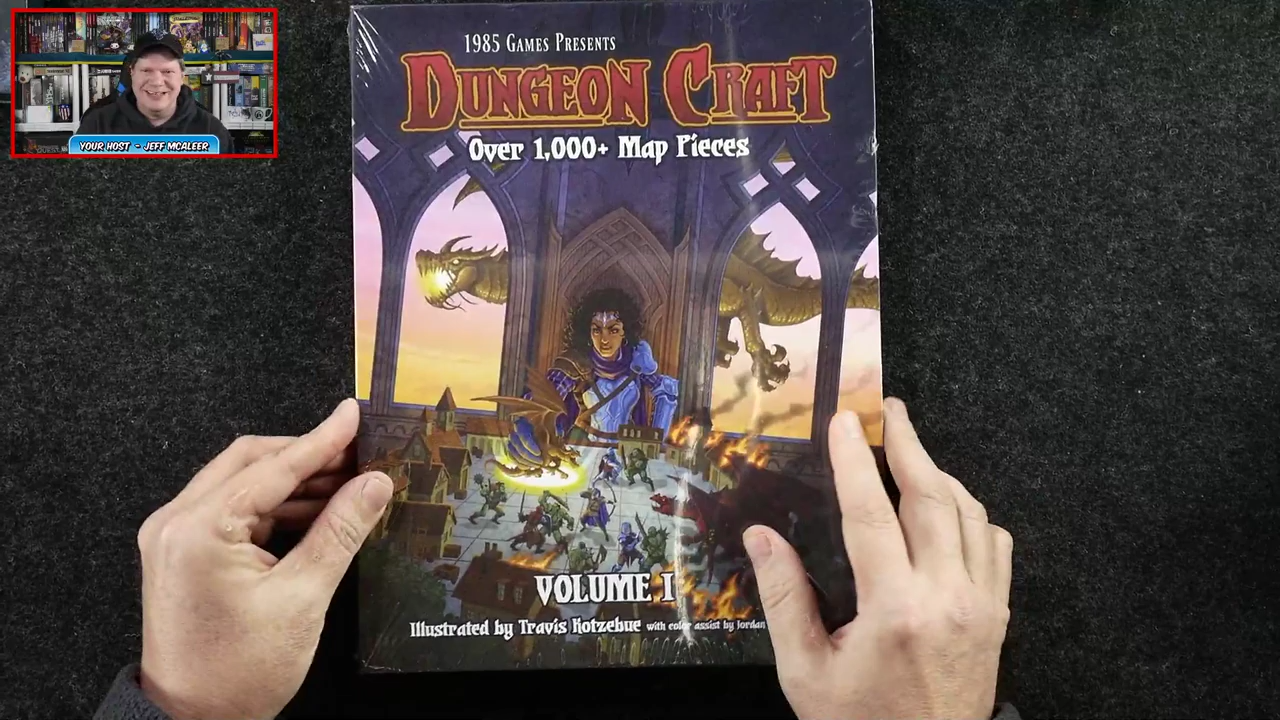 1985 Games Presents
Dungeon Craft
Over 1,000+ Map Pieces
YOUR HOST - JEFF MCALEER
VOLUME I
Illustrated by Travis Kotzebue with color assist by Jordan